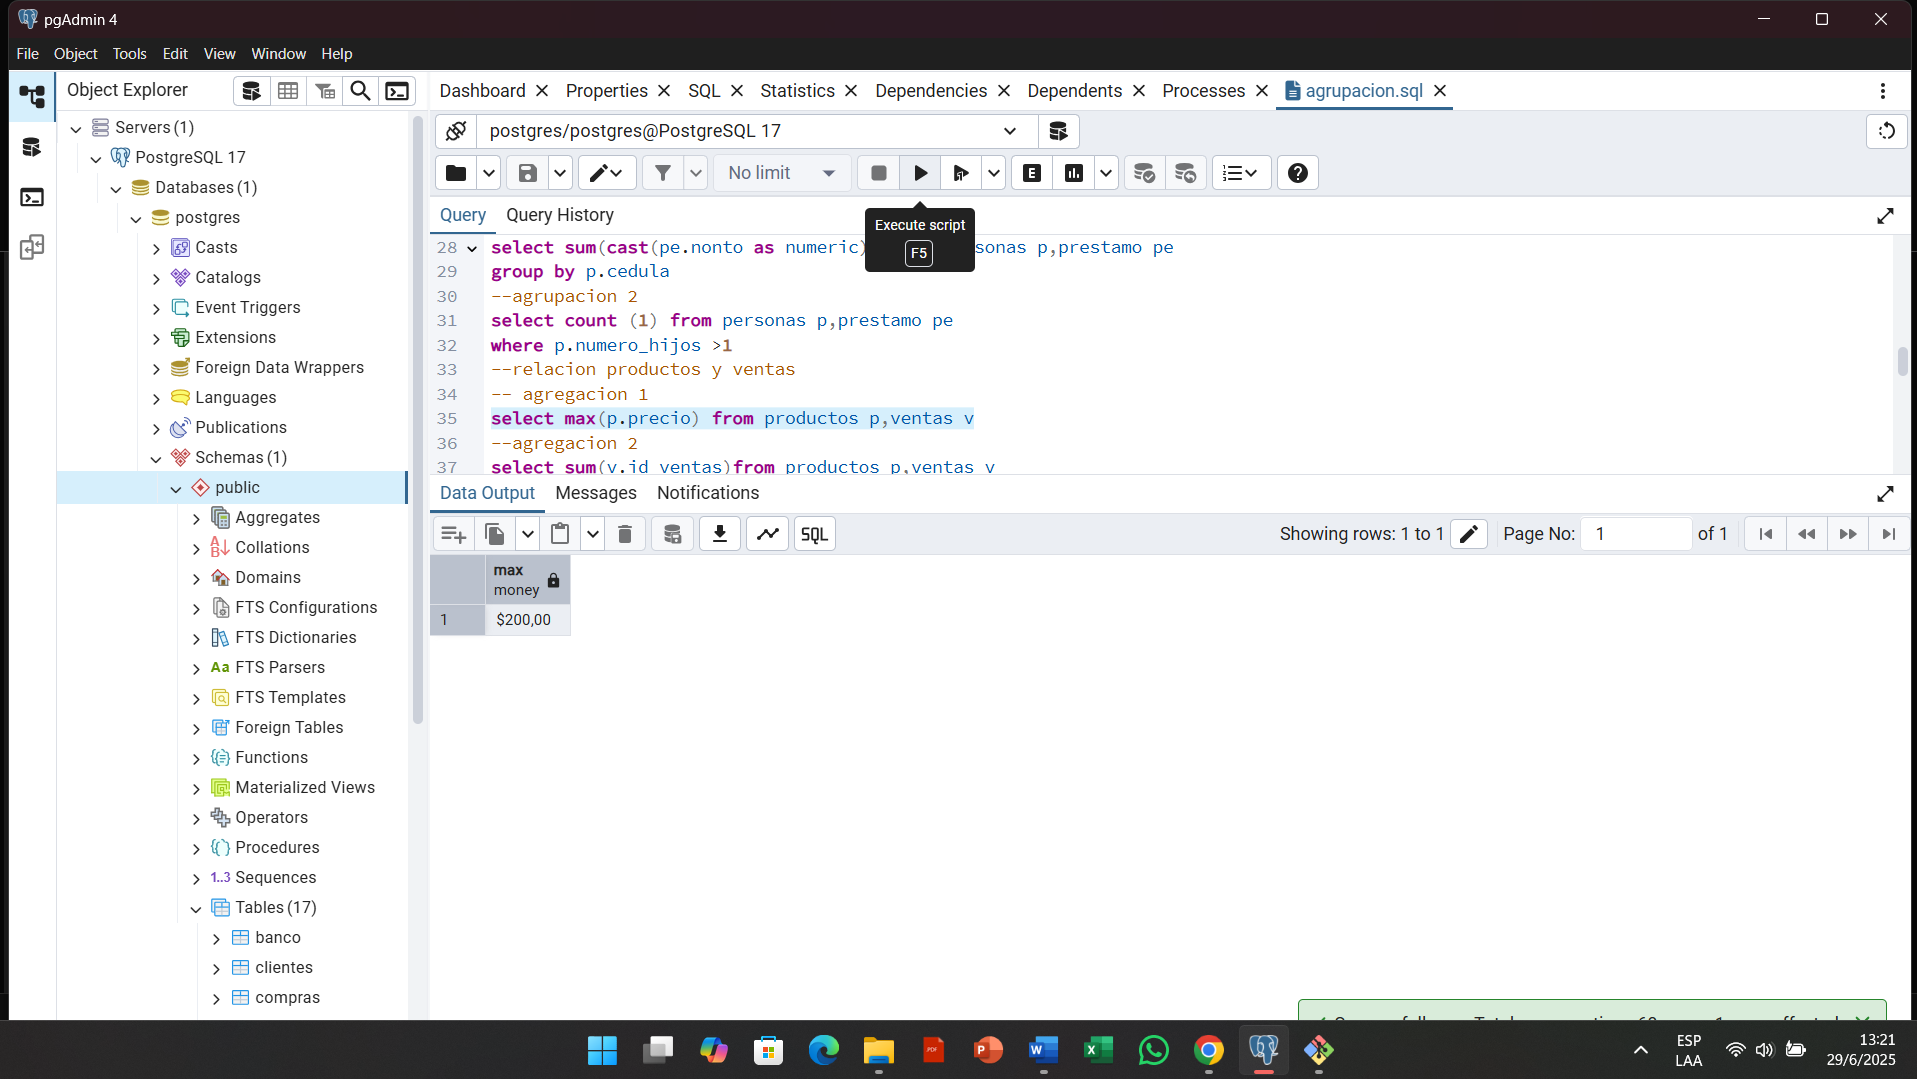 pgAdmin 4
File Object Tools Edit View Window Help
Object Explorer
Dashboard Properties SQL Statistics Dependencies Dependents Processes agrupacion.sql
Servers (1)
PostgreSQL 17
Databases (1)
postgres
Casts
Catalogs
Event Triggers
Extensions
Foreign Data Wrappers
Languages
Publications
Schemas (1)
public
Aggregates
Collations
Domains
FTS Configurations
FTS Dictionaries
Aa FTS Parsers
FTS Templates
Foreign Tables
Functions
Materialized Views
Operators
Procedures
1..3 Sequences
Tables (17)
banco
clientes
compras
postgres/postgres@PostgreSQL 17
No limit
E
Query Query History
Execute script
F5
28 select sum(cast(pe.nonto as numeric) sonas p,prestamo pe
29 group by p.cedula
30 --agrupacion 2
31 select count (1) from personas p,prestamo pe
32 where p.numero_hijos >1
33 --relacion productos y ventas
34 -- agregacion 1
35 select max(p.precio) from productos p,ventas v
36 --agregacion 2
37 select sum(v.id_ventas)from productos p,ventas v
Data Output Messages Notifications
SQL
Showing rows: 1 to 1
Page No: 1 of 1
max
money
1 $200,00
ESP
LAA
13:21
29/6/2025